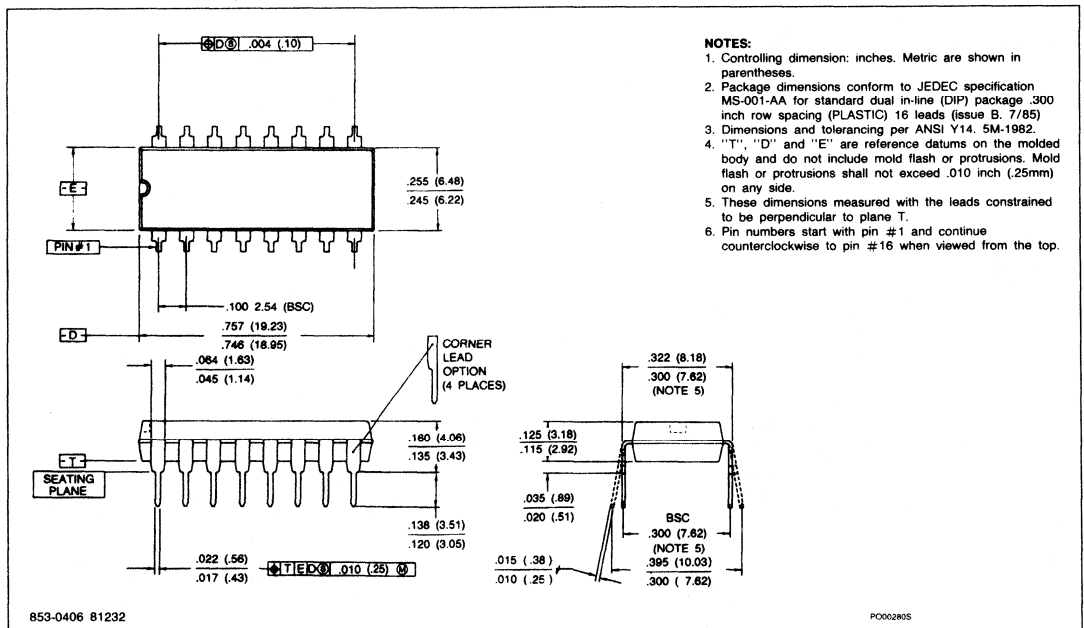 ⌖ D Ⓢ .004 (.10)
-E-
.255 (6.48)
.245 (6.22)
PIN #1
.100 2.54 (BSC)
-D-
.757 (19.23)
.746 (18.95)
.064 (1.63)
.045 (1.14)
CORNER
LEAD
OPTION
(4 PLACES)
.160 (4.06)
.135 (3.43)
-T-
SEATING
PLANE
.138 (3.51)
.120 (3.05)
.022 (.56)
.017 (.43)
⌖ T E D Ⓢ .010 (.25) Ⓜ
.322 (8.18)
.300 (7.62)
(NOTE 5)
.125 (3.18)
.115 (2.92)
.035 (.89)
.020 (.51)
BSC
.300 (7.62)
(NOTE 5)
.395 (10.03)
.300 ( 7.62)
.015 ( .38 )
.010 (.25 )
NOTES:
1. Controlling dimension: inches. Metric are shown in
parentheses.
2. Package dimensions conform to JEDEC specification
MS-001-AA for standard dual in-line (DIP) package .300
inch row spacing (PLASTIC) 16 leads (issue B. 7/85)
3. Dimensions and tolerancing per ANSI Y14. 5M-1982.
4. "T", "D" and "E" are reference datums on the molded
body and do not include mold flash or protrusions. Mold
flash or protrusions shall not exceed .010 inch (.25mm)
on any side.
5. These dimensions measured with the leads constrained
to be perpendicular to plane T.
6. Pin numbers start with pin #1 and continue
counterclockwise to pin #16 when viewed from the top.
853-0406 81232
PO00280S